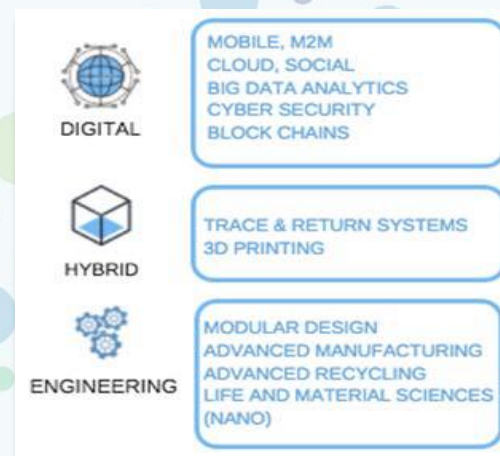 DIGITAL
MOBILE, M2M
CLOUD, SOCIAL
BIG DATA ANALYTICS
CYBER SECURITY
BLOCK CHAINS
HYBRID
TRACE & RETURN SYSTEMS
3D PRINTING
ENGINEERING
MODULAR DESIGN
ADVANCED MANUFACTURING
ADVANCED RECYCLING
LIFE AND MATERIAL SCIENCES
(NANO)